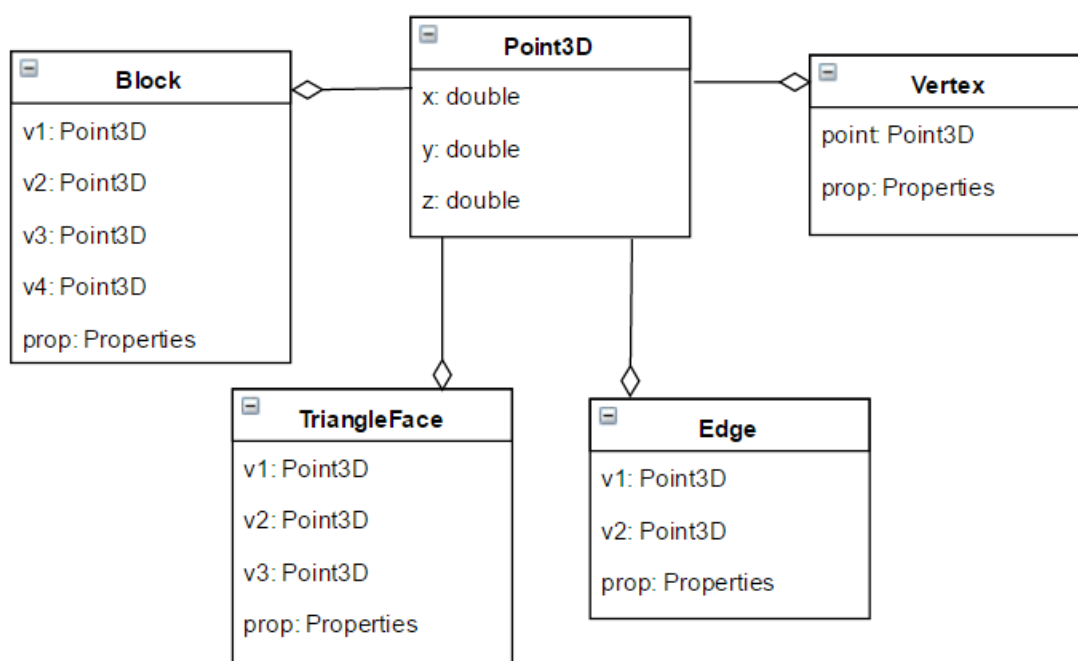 Block
v1: Point3D
v2: Point3D
v3: Point3D
v4: Point3D
prop: Properties
Point3D
x: double
y: double
z: double
Vertex
point: Point3D
prop: Properties
TriangleFace
v1: Point3D
v2: Point3D
v3: Point3D
prop: Properties
Edge
v1: Point3D
v2: Point3D
prop: Properties